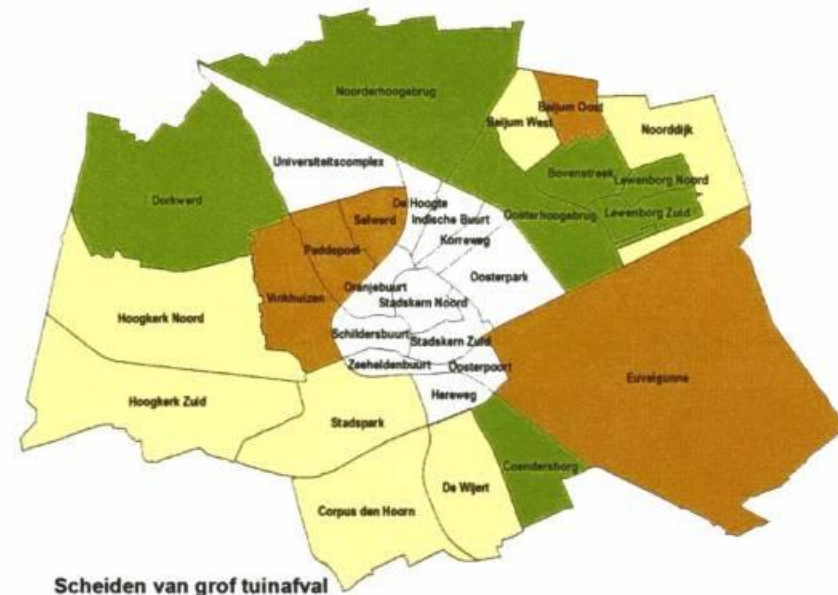 Noorderhoogebrug
Beijum Oost
Beijum West
Noorddijk
Universiteitscomplex
Bovenstreek
Lewenborg Noord
Dorkwerd
De Hoogte
Selwerd
Indische Buurt
Oosterhoogebrug
Lewenborg Zuid
Korreweg
Paddepoel
Oosterpark
Oranjebuurt
Vinkhuizen
Stadskern Noord
Hoogkerk Noord
Schildersbuurt
Stadskern Zuid
Zeeheldenbuurt
Oosterpoort
Euvelgunne
Hereweg
Hoogkerk Zuid
Stadspark
Coendersborg
De Wijert
Corpus den Hoorn
Scheiden van grof tuinafval